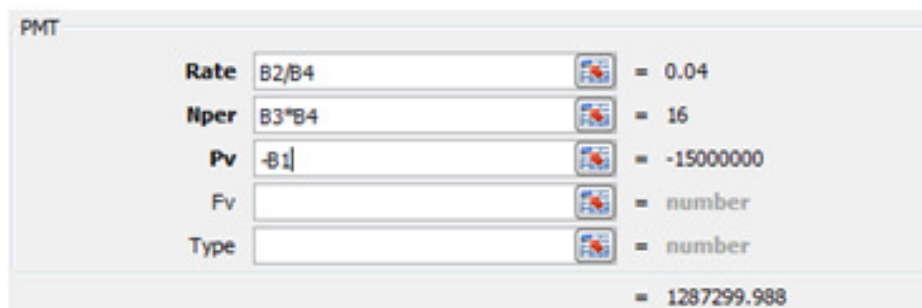 PMT
Rate B2/B4 = 0.04
Nper B3*B4 = 16
Pv -B1 = -15000000
Fv = number
Type = number
= 1287299.988